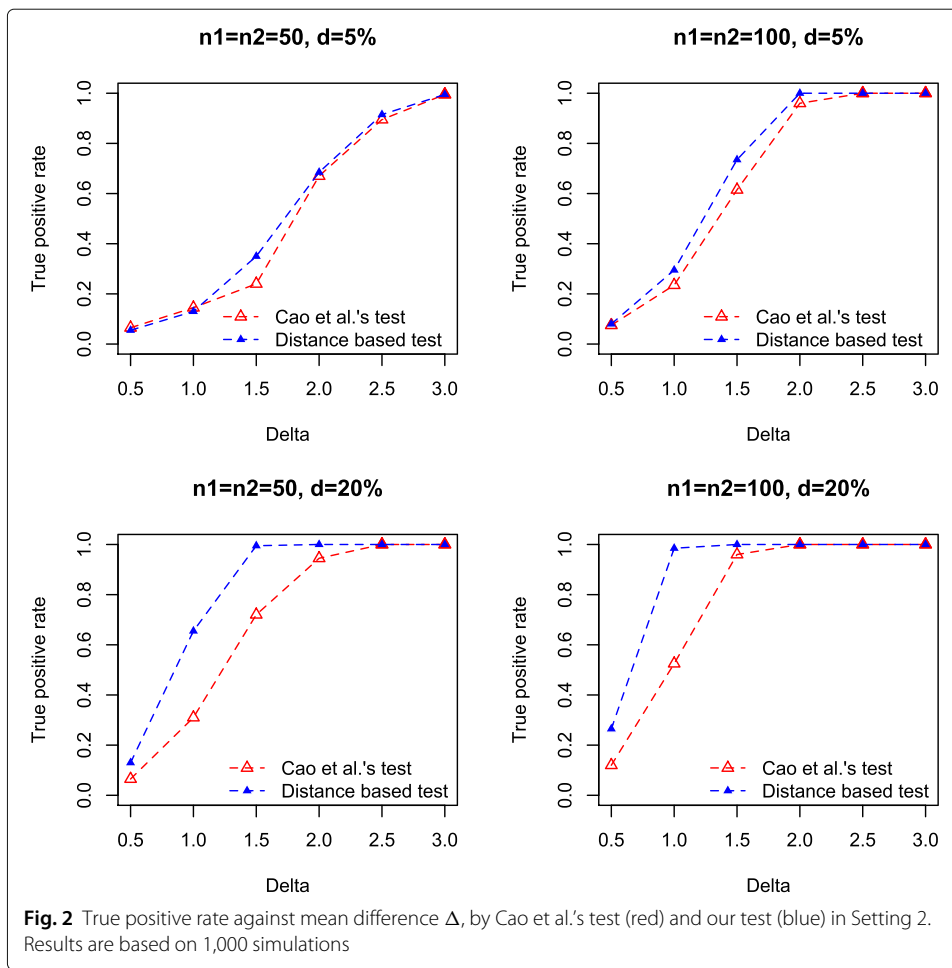 n1=n2=50, d=5%
True positive rate
0.0 0.2 0.4 0.6 0.8 1.0
Cao et al.'s test
Distance based test
0.5 1.0 1.5 2.0 2.5 3.0
Delta
n1=n2=100, d=5%
True positive rate
0.0 0.2 0.4 0.6 0.8 1.0
Cao et al.'s test
Distance based test
0.5 1.0 1.5 2.0 2.5 3.0
Delta
n1=n2=50, d=20%
True positive rate
0.0 0.2 0.4 0.6 0.8 1.0
Cao et al.'s test
Distance based test
0.5 1.0 1.5 2.0 2.5 3.0
Delta
n1=n2=100, d=20%
True positive rate
0.0 0.2 0.4 0.6 0.8 1.0
Cao et al.'s test
Distance based test
0.5 1.0 1.5 2.0 2.5 3.0
Delta
Fig. 2 True positive rate against mean difference Δ, by Cao et al.'s test (red) and our test (blue) in Setting 2.
Results are based on 1,000 simulations